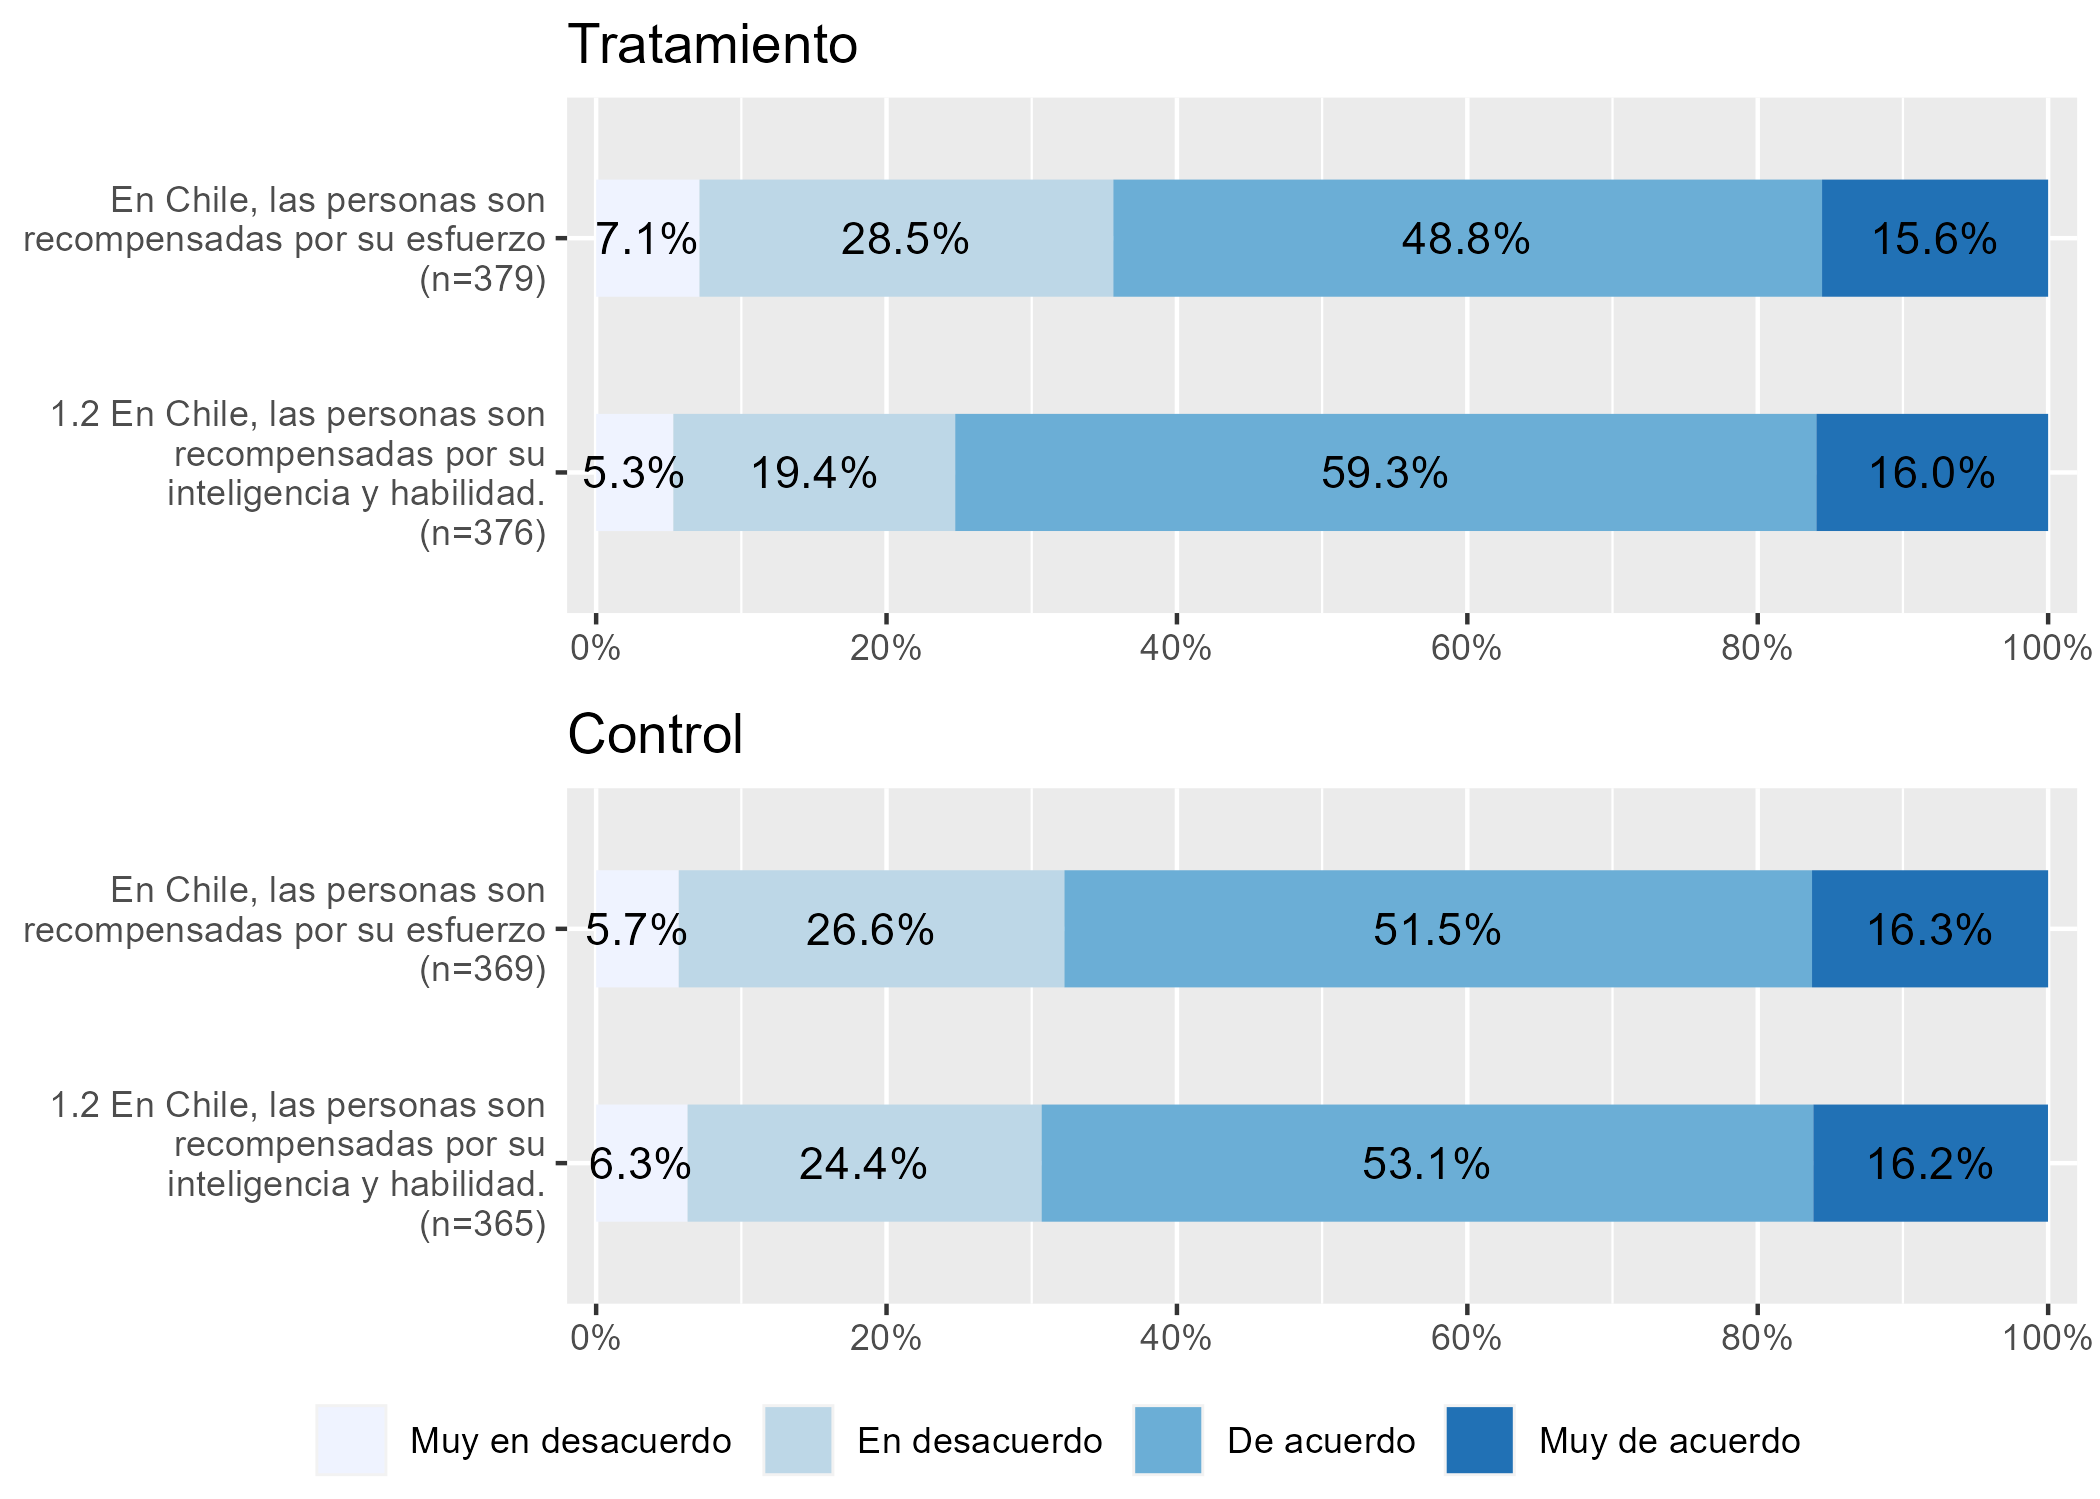 Tratamiento
En Chile, las personas son
recompensadas por su esfuerzo
(n=379)
7.1% 28.5% 48.8% 15.6%
1.2 En Chile, las personas son
recompensadas por su
inteligencia y habilidad.
(n=376)
5.3% 19.4% 59.3% 16.0%
0% 20% 40% 60% 80% 100%
Control
En Chile, las personas son
recompensadas por su esfuerzo
(n=369)
5.7% 26.6% 51.5% 16.3%
1.2 En Chile, las personas son
recompensadas por su
inteligencia y habilidad.
(n=365)
6.3% 24.4% 53.1% 16.2%
0% 20% 40% 60% 80% 100%
Muy en desacuerdo En desacuerdo De acuerdo Muy de acuerdo